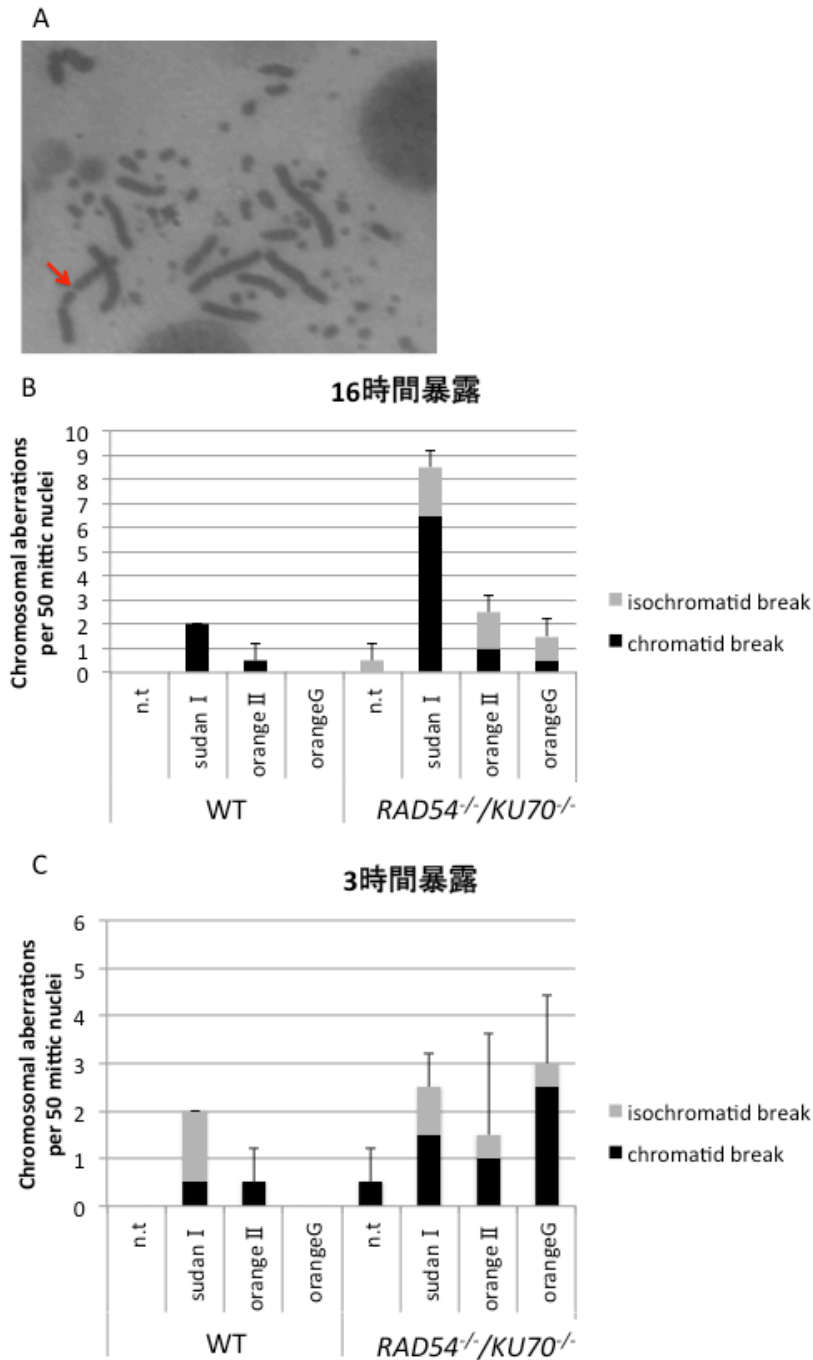 A
B
16時間暴露
Chromosomal aberrations
per 50 mittic nuclei
10
9
8
7
6
5
4
3
2
1
0
n.t
sudan Ⅰ
orange Ⅱ
orangeG
n.t
sudan Ⅰ
orange Ⅱ
orangeG
WT
RAD54-/-/KU70-/-
isochromatid break
chromatid break
C
3時間暴露
Chromosomal aberrations
per 50 mittic nuclei
6
5
4
3
2
1
0
n.t
sudan Ⅰ
orange Ⅱ
orangeG
n.t
sudan Ⅰ
orange Ⅱ
orangeG
WT
RAD54-/-/KU70-/-
isochromatid break
chromatid break